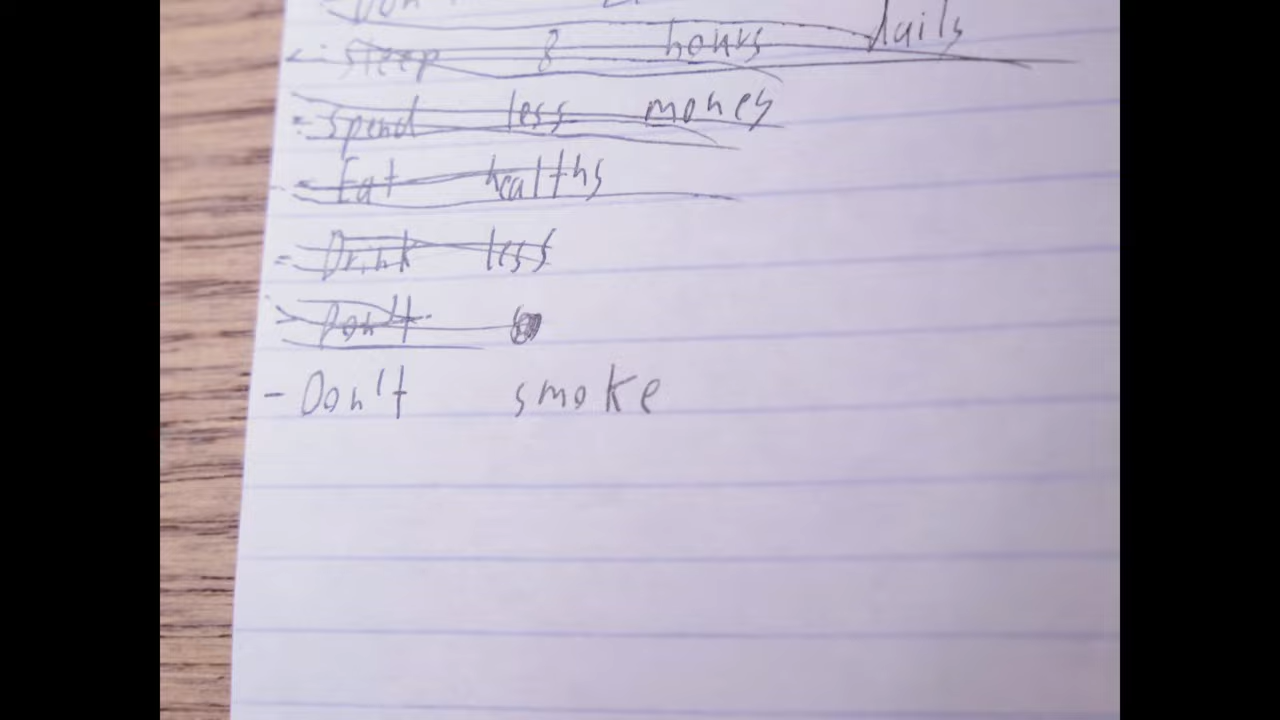 - Sleep 8 hours daily
- Spend less money
- Eat healthy
- Drink less
- Don't
- Don't smoke